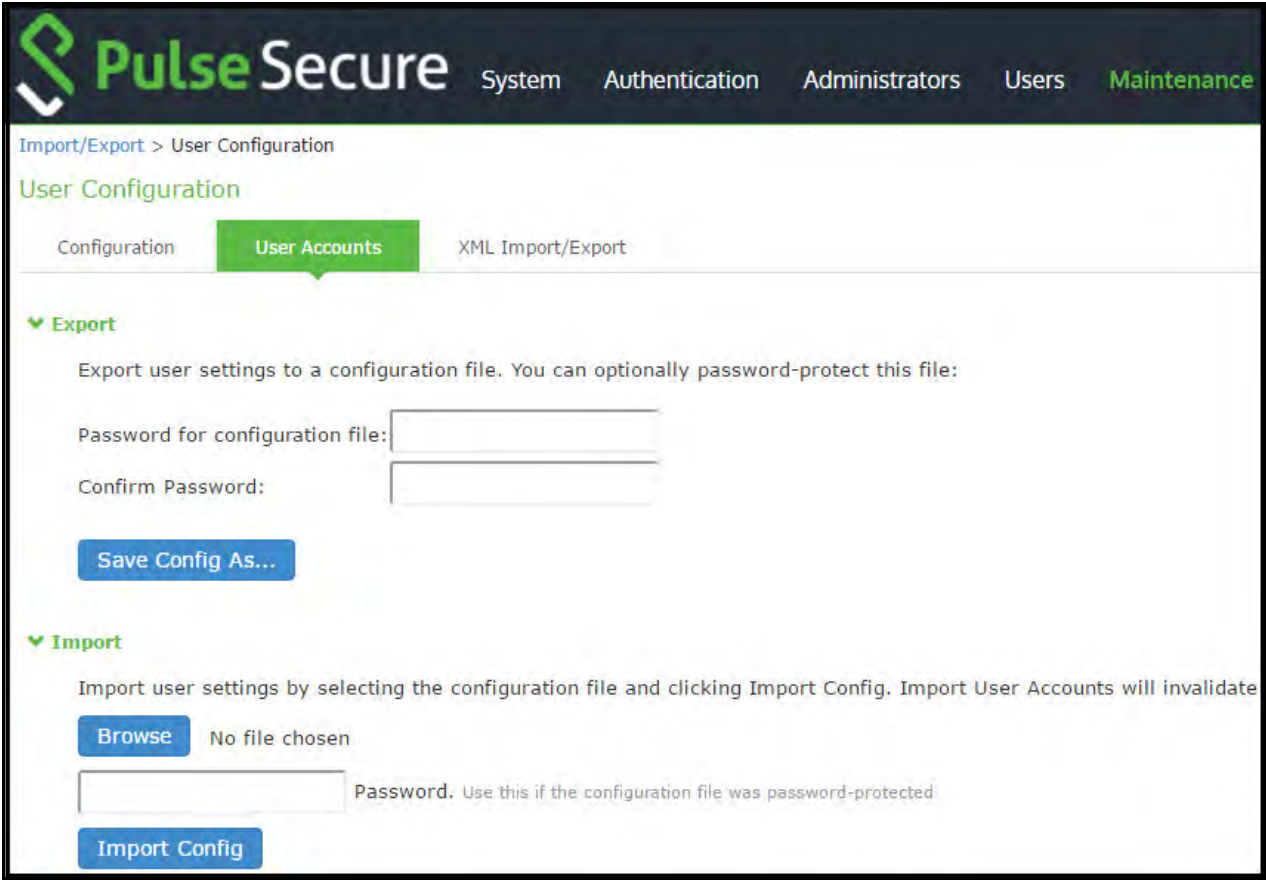 Pulse Secure System Authentication Administrators Users Maintenance
Import/Export > User Configuration
User Configuration
Configuration User Accounts XML Import/Export
Export
Export user settings to a configuration file. You can optionally password-protect this file:
Password for configuration file:
Confirm Password:
Save Config As...
Import
Import user settings by selecting the configuration file and clicking Import Config. Import User Accounts will invalidate
Browse No file chosen
Password. Use this if the configuration file was password-protected
Import Config